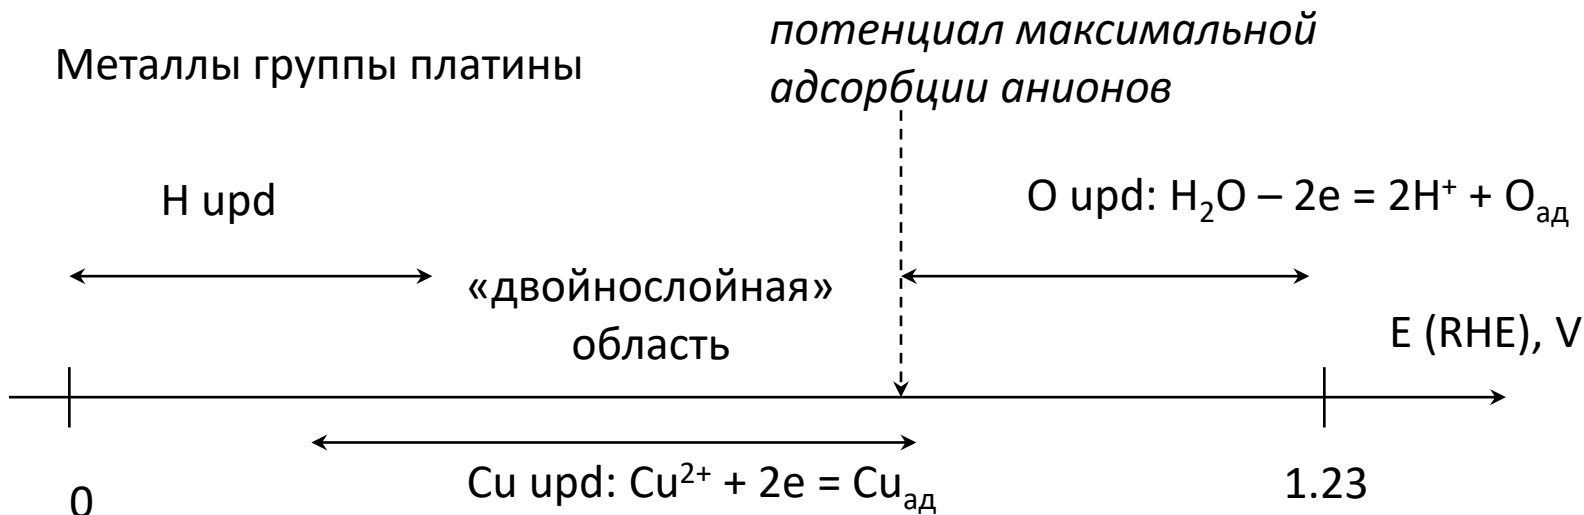 потенциал максимальной
адсорбции анионов
Металлы группы платины
H upd
O upd: H₂O – 2e = 2H⁺ + Oад
«двойнослойная»
область
E (RHE), V
Cu upd: Cu²⁺ + 2e = Cuад
0
1.23